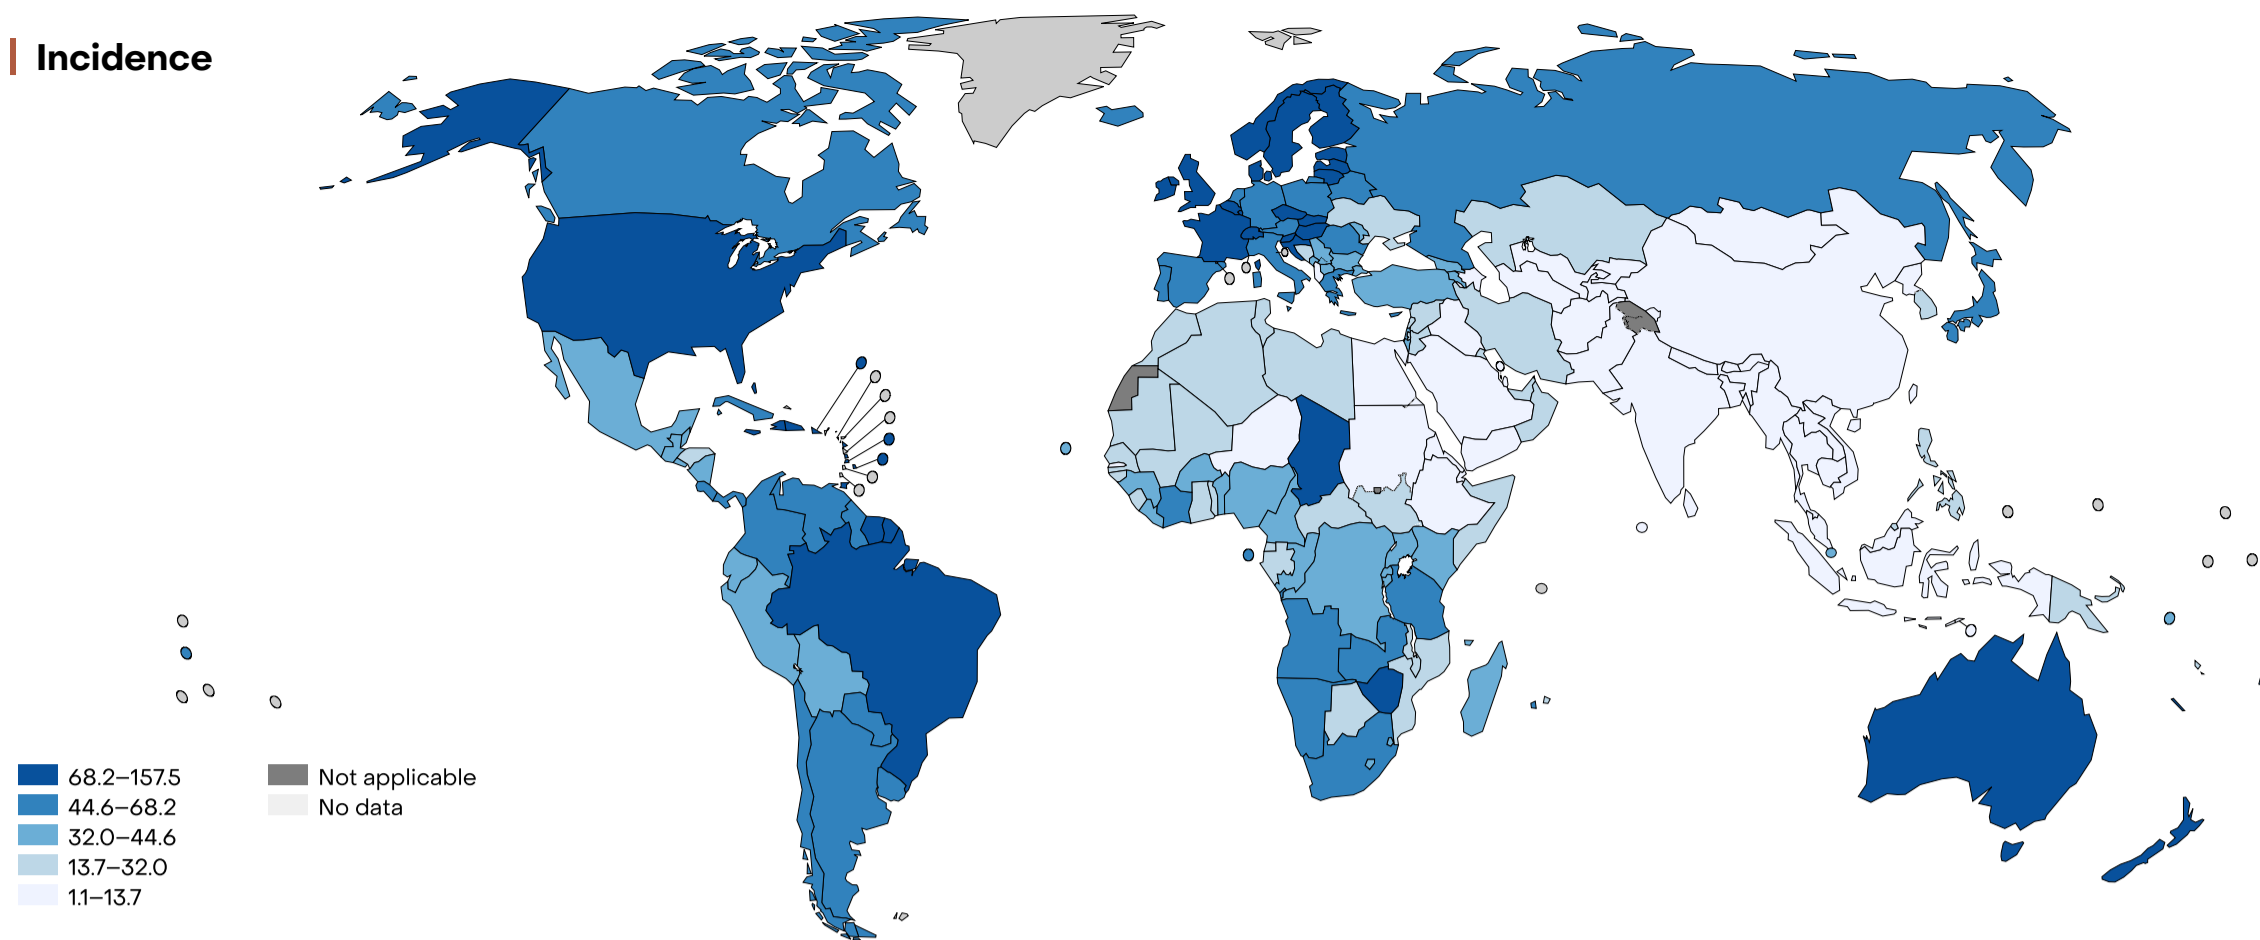 Incidence
68.2–157.5
44.6–68.2
32.0–44.6
13.7–32.0
1.1–13.7
Not applicable
No data